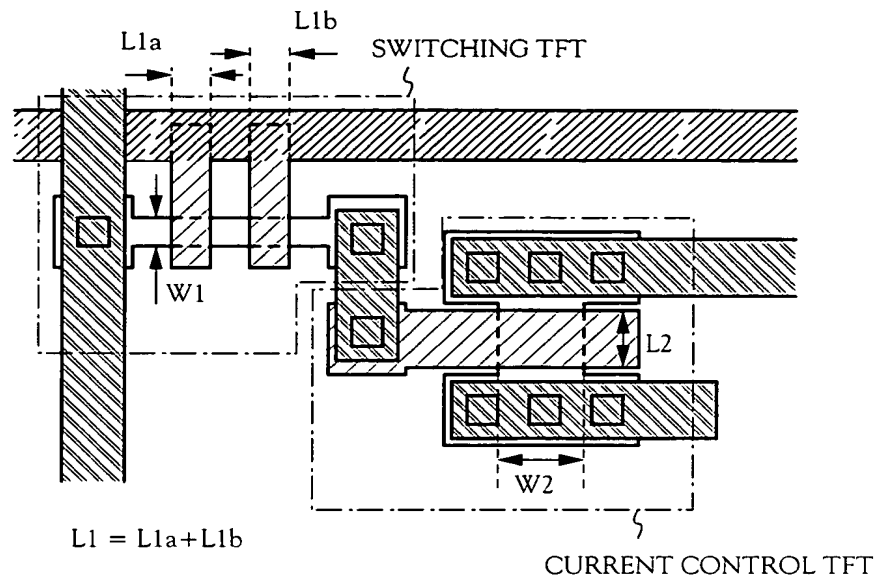 L1a
L1b
SWITCHING TFT
W1
L2
W2
L1 = L1a+L1b
CURRENT CONTROL TFT